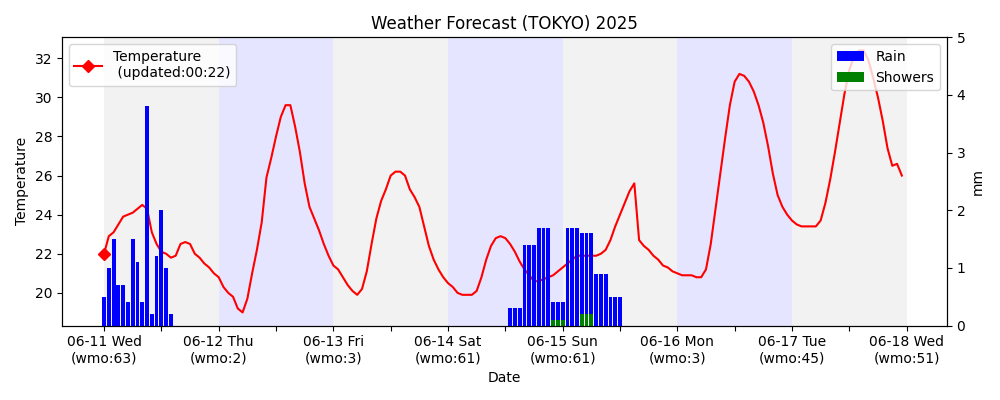 Weather Forecast (TOKYO) 2025
Temperature
(updated:00:22)
Rain
Showers
Temperature
32
30
28
26
24
22
20
5
4
3
2
1
0
mm
06-11 Wed
(wmo:63)
06-12 Thu
(wmo:2)
06-13 Fri
(wmo:3)
06-14 Sat
(wmo:61)
06-15 Sun
(wmo:61)
06-16 Mon
(wmo:3)
06-17 Tue
(wmo:45)
06-18 Wed
(wmo:51)
Date